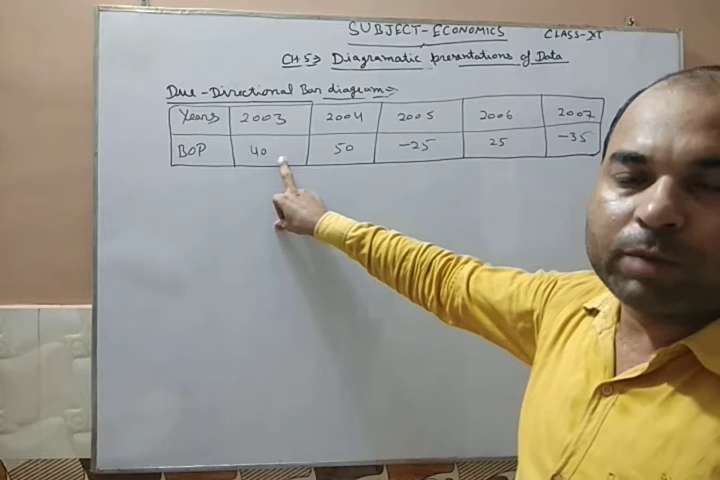 SUBJECT-ECONOMICS CLASS-XI
CH 5⇒ Diagramatic presantations of Data
Due-Directional Bar diagram⇒
Years 2003 2004 2005 2006 2007
BOP 40 50 -25 25 -35